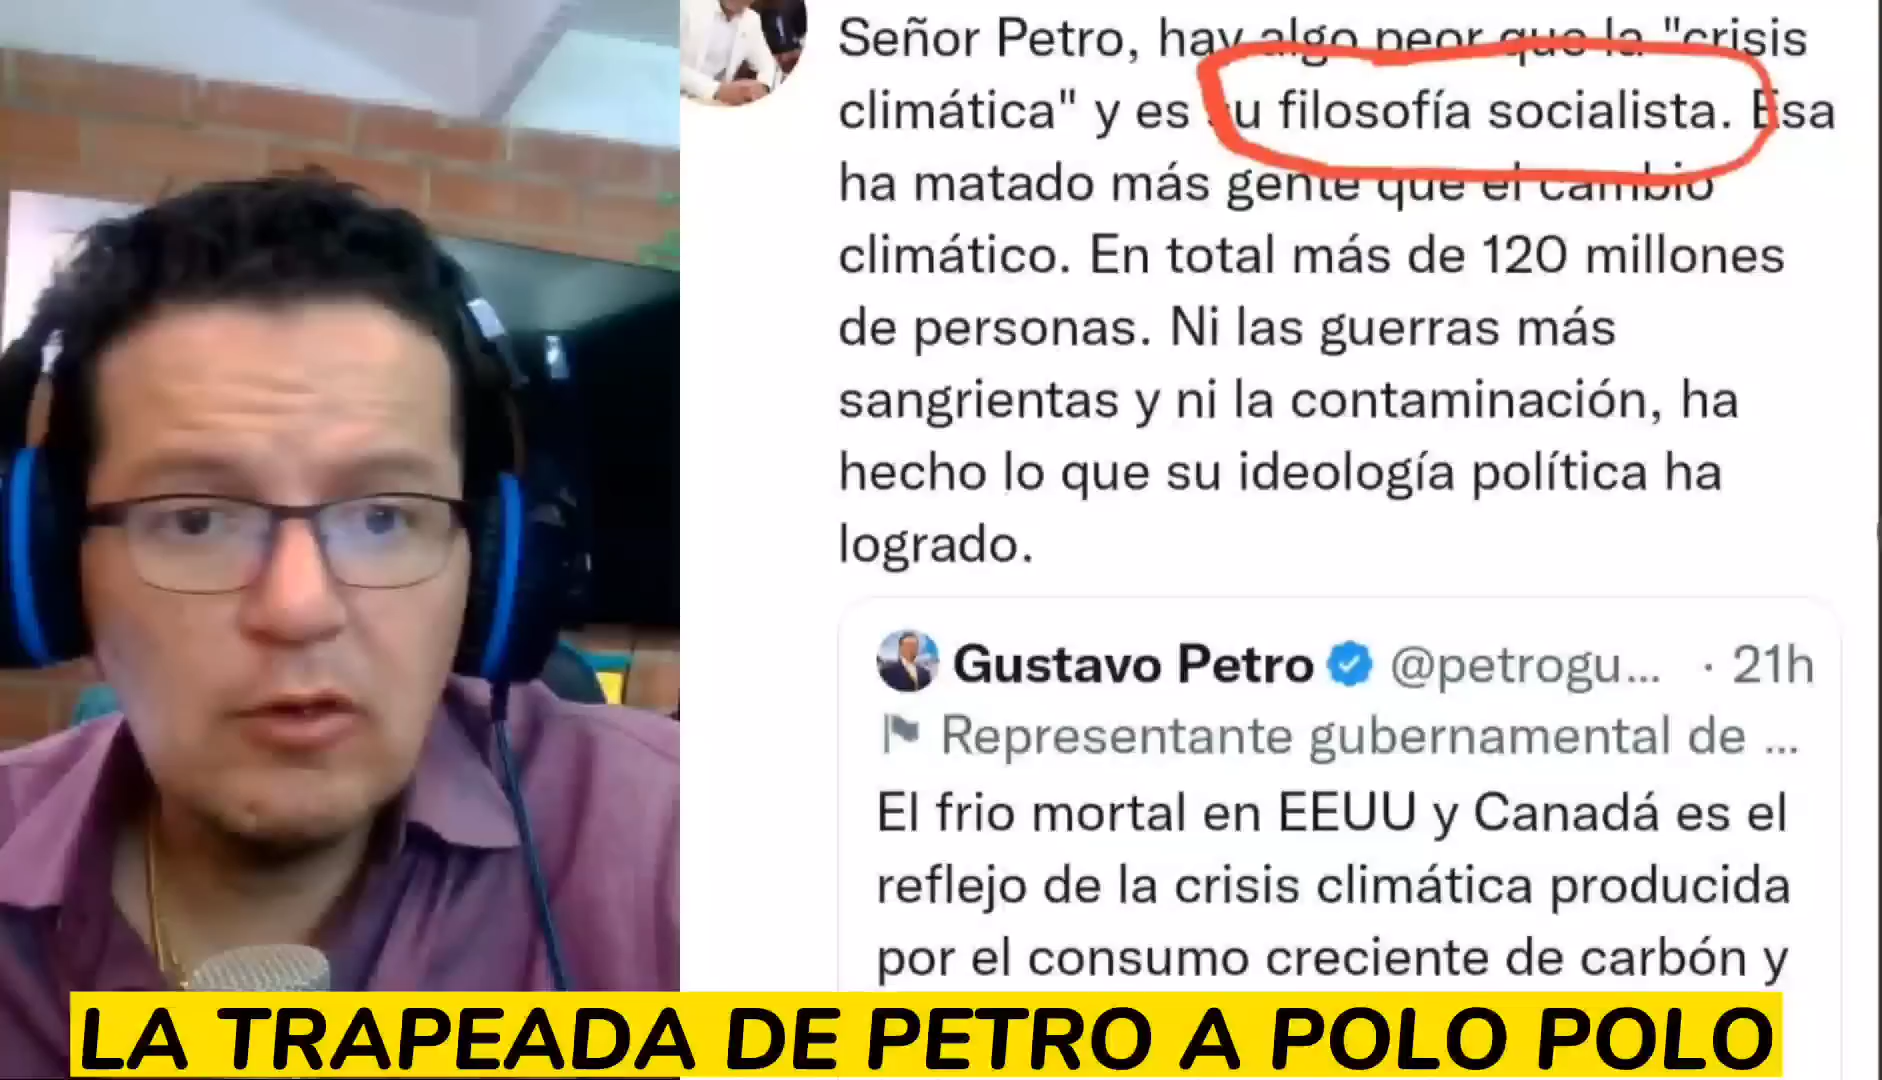 Señor Petro, hay algo peor que la "crisis
climática" y es su filosofía socialista. Esa
ha matado más gente que el cambio
climático. En total más de 120 millones
de personas. Ni las guerras más
sangrientas y ni la contaminación, ha
hecho lo que su ideología política ha
logrado.
Gustavo Petro @petrogu... · 21h
Representante gubernamental de ...
El frio mortal en EEUU y Canadá es el
reflejo de la crisis climática producida
por el consumo creciente de carbón y
LA TRAPEADA DE PETRO A POLO POLO